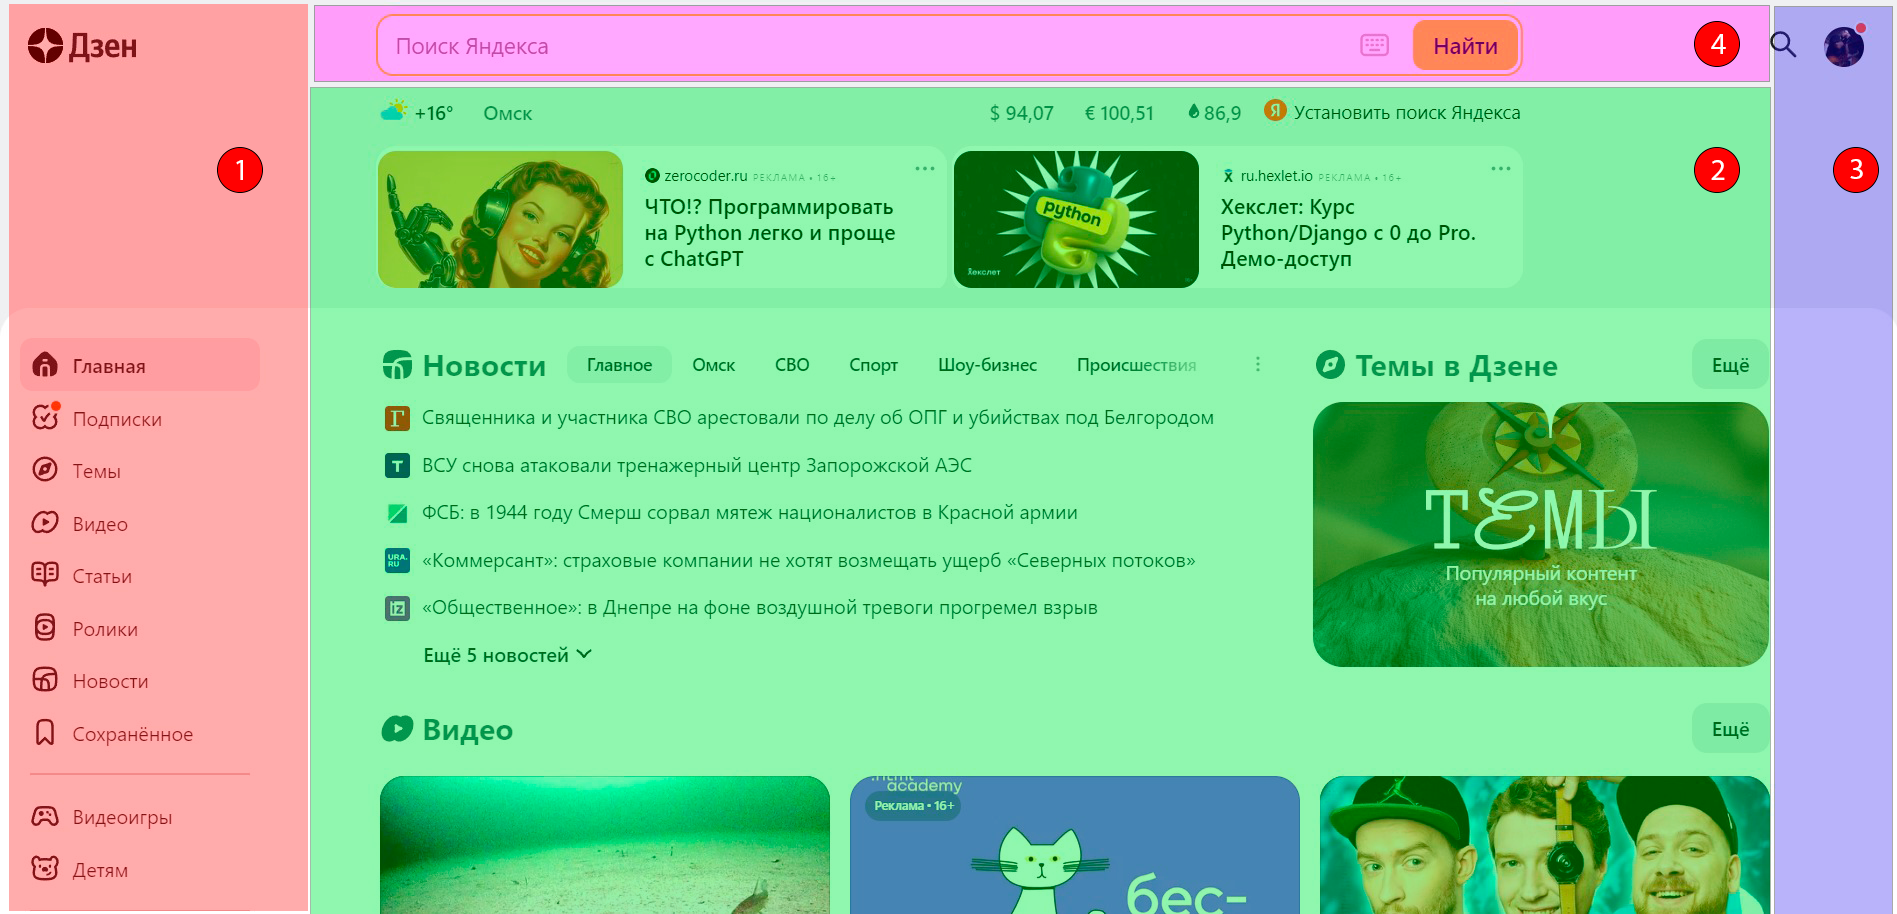 Дзен
Поиск Яндекса
Найти
4
1
2
3
+16°
Омск
$ 94,07
€ 100,51
86,9
Я
Установить поиск Яндекса
zerocoder.ru РЕКЛАМА • 16+
ЧТО!? Программировать
на Python легко и проще
с ChatGPT
python
Хекслет
ru.hexlet.io РЕКЛАМА • 16+
Хекслет: Курс
Python/Django с 0 до Pro.
Демо-доступ
Главная
Подписки
Темы
Видео
Статьи
Ролики
Новости
Сохранённое
Видеоигры
Детям
Новости
Главное
Омск
СВО
Спорт
Шоу-бизнес
Происшествия
Г
Священника и участника СВО арестовали по делу об ОПГ и убийствах под Белгородом
Т
ВСУ снова атаковали тренажерный центр Запорожской АЭС
ФСБ: в 1944 году Смерш сорвал мятеж националистов в Красной армии
URA.
RU
«Коммерсант»: страховые компании не хотят возмещать ущерб «Северных потоков»
iz
«Общественное»: в Днепре на фоне воздушной тревоги прогремел взрыв
Ещё 5 новостей
Темы в Дзене
Ещё
ТЕМЫ
Популярный контент
на любой вкус
Видео
Ещё
.html
academy
Реклама • 16+
бес-